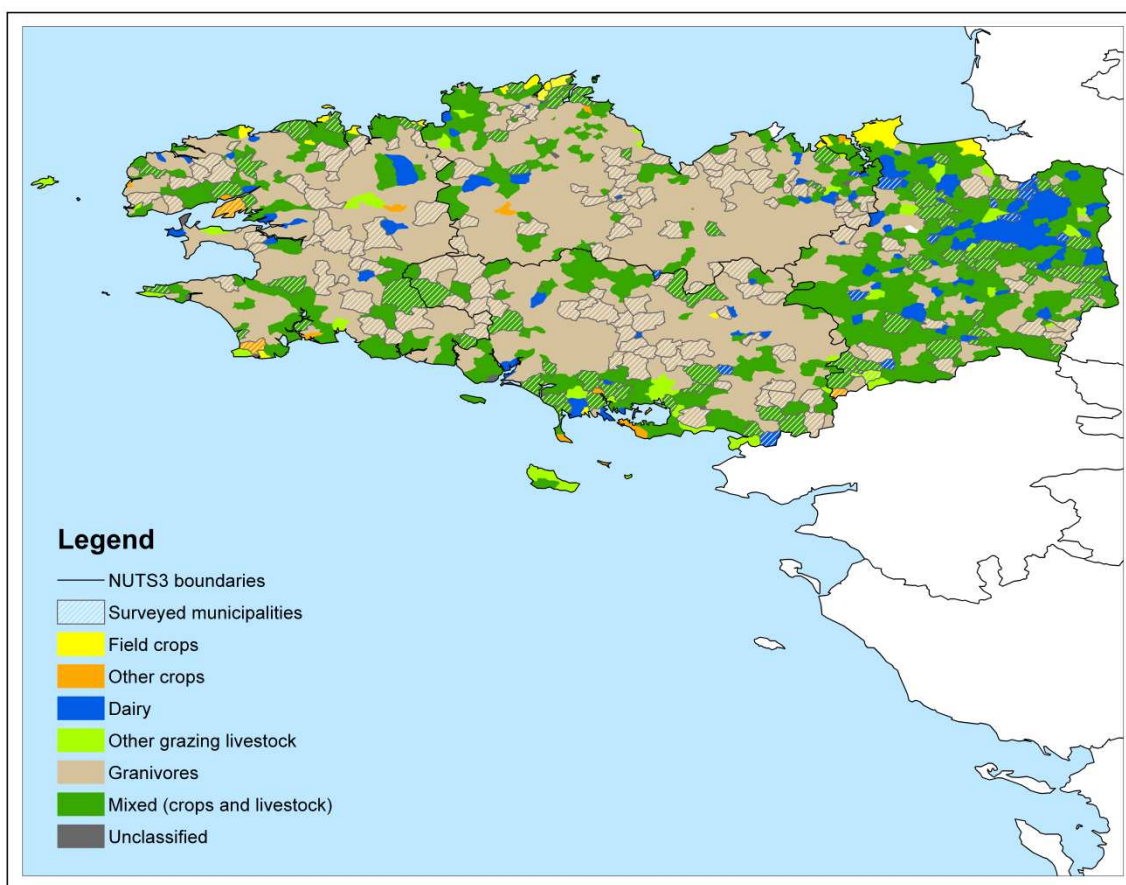 Legend
NUTS3 boundaries
Surveyed municipalities
Field crops
Other crops
Dairy
Other grazing livestock
Granivores
Mixed (crops and livestock)
Unclassified